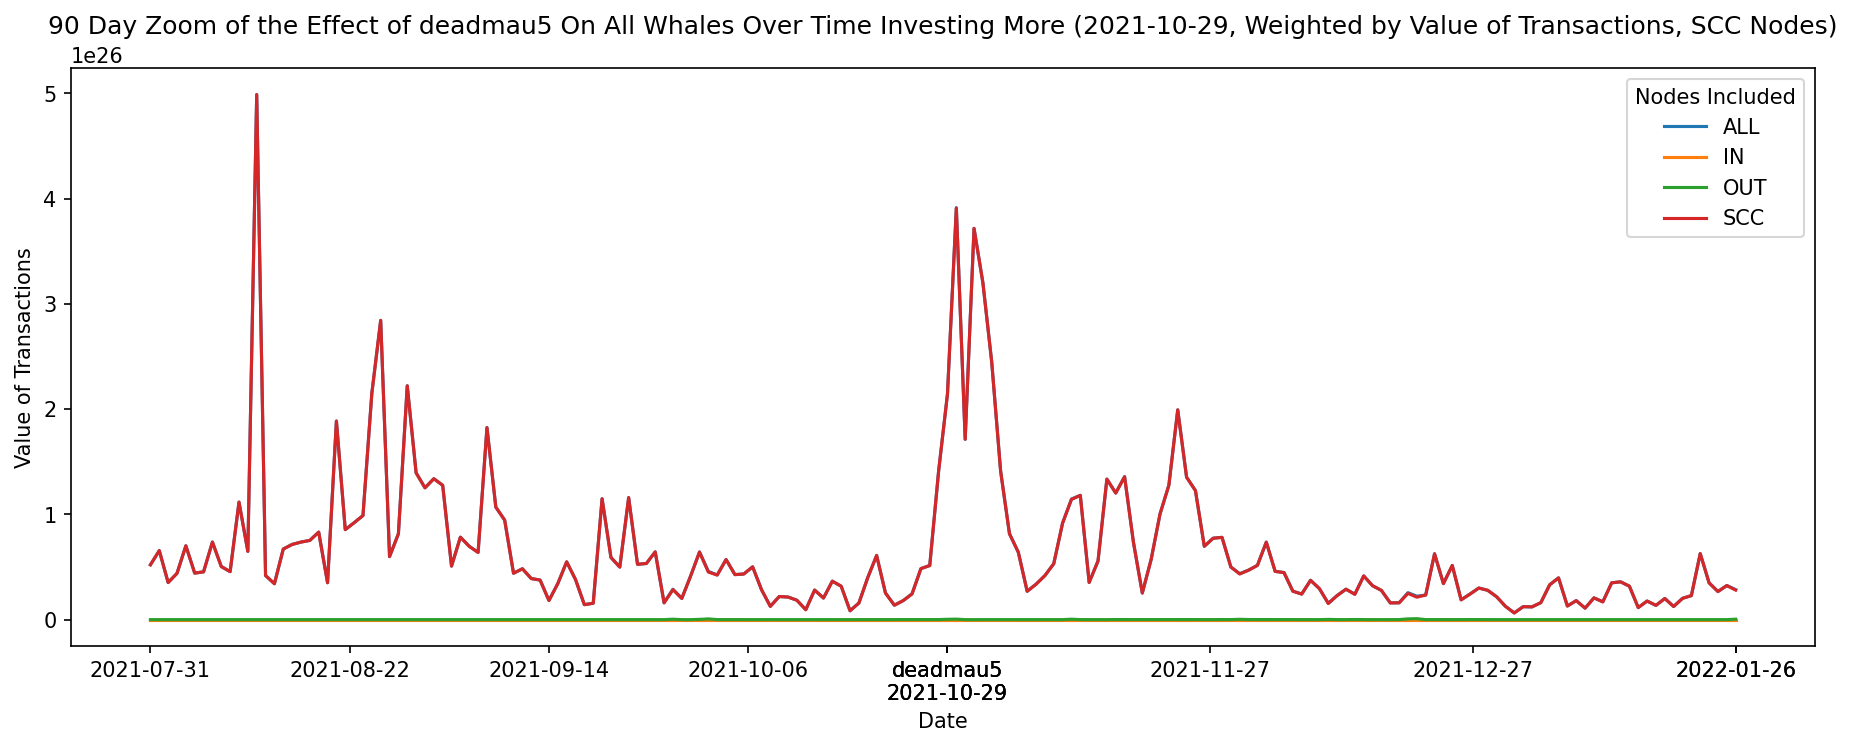 90 Day Zoom of the Effect of deadmau5 On All Whales Over Time Investing More (2021-10-29, Weighted by Value of Transactions, SCC Nodes)
1e26
5
4
3
2
1
0
Value of Transactions
Nodes Included
ALL
IN
OUT
SCC
2021-07-31
2021-08-22
2021-09-14
2021-10-06
deadmau5
2021-10-29
2021-11-27
2021-12-27
2022-01-26
Date